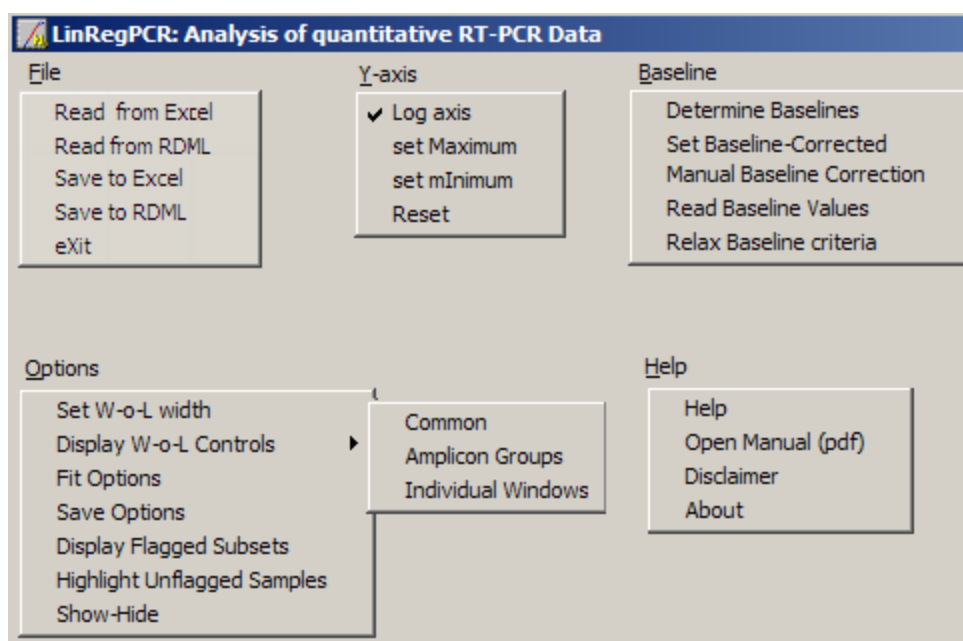 LinRegPCR: Analysis of quantitative RT-PCR Data
File
Read from Excel
Read from RDML
Save to Excel
Save to RDML
eXit
Y-axis
Log axis
set Maximum
set mInimum
Reset
Baseline
Determine Baselines
Set Baseline-Corrected
Manual Baseline Correction
Read Baseline Values
Relax Baseline criteria
Options
Set W-o-L width
Display W-o-L Controls
Fit Options
Save Options
Display Flagged Subsets
Highlight Unflagged Samples
Show-Hide
Common
Amplicon Groups
Individual Windows
Help
Help
Open Manual (pdf)
Disclaimer
About